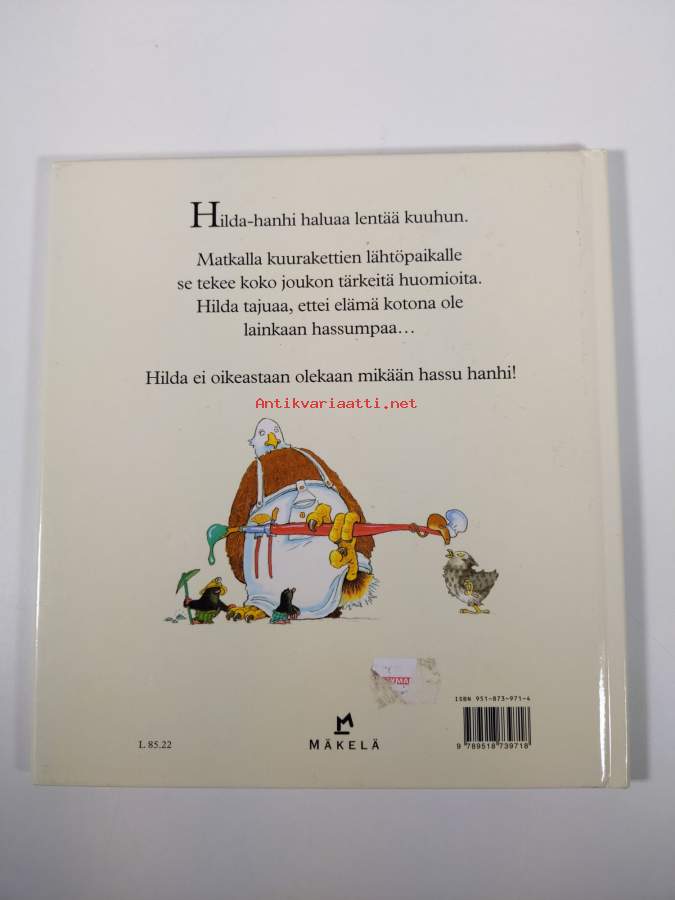 Hilda-hanhi haluaa lentää kuuhun.
Matkalla kuurakettien lähtöpaikalle
se tekee koko joukon tärkeitä huomioita.
Hilda tajuaa, ettei elämä kotona ole
lainkaan hassumpaa...
Hilda ei oikeastaan olekaan mikään hassu hanhi!
Antikvariaatti.net
ISBN 951-873-971-4
L 85.22
MÄKELÄ
9 789518 739718